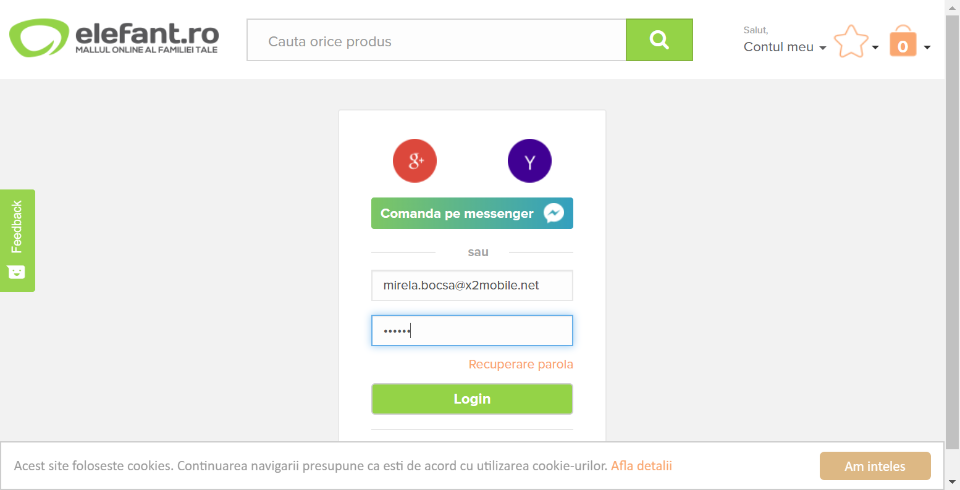 elefant.ro
MALLUL ONLINE AL FAMILIEI TALE
Cauta orice produs
Salut,
Contul meu
0
Feedback
g+
Y
Comanda pe messenger
sau
mirela.bocsa@x2mobile.net
••••••
Recuperare parola
Login
Acest site foloseste cookies. Continuarea navigarii presupune ca esti de acord cu utilizarea cookie-urilor. Afla detalii
Am inteles